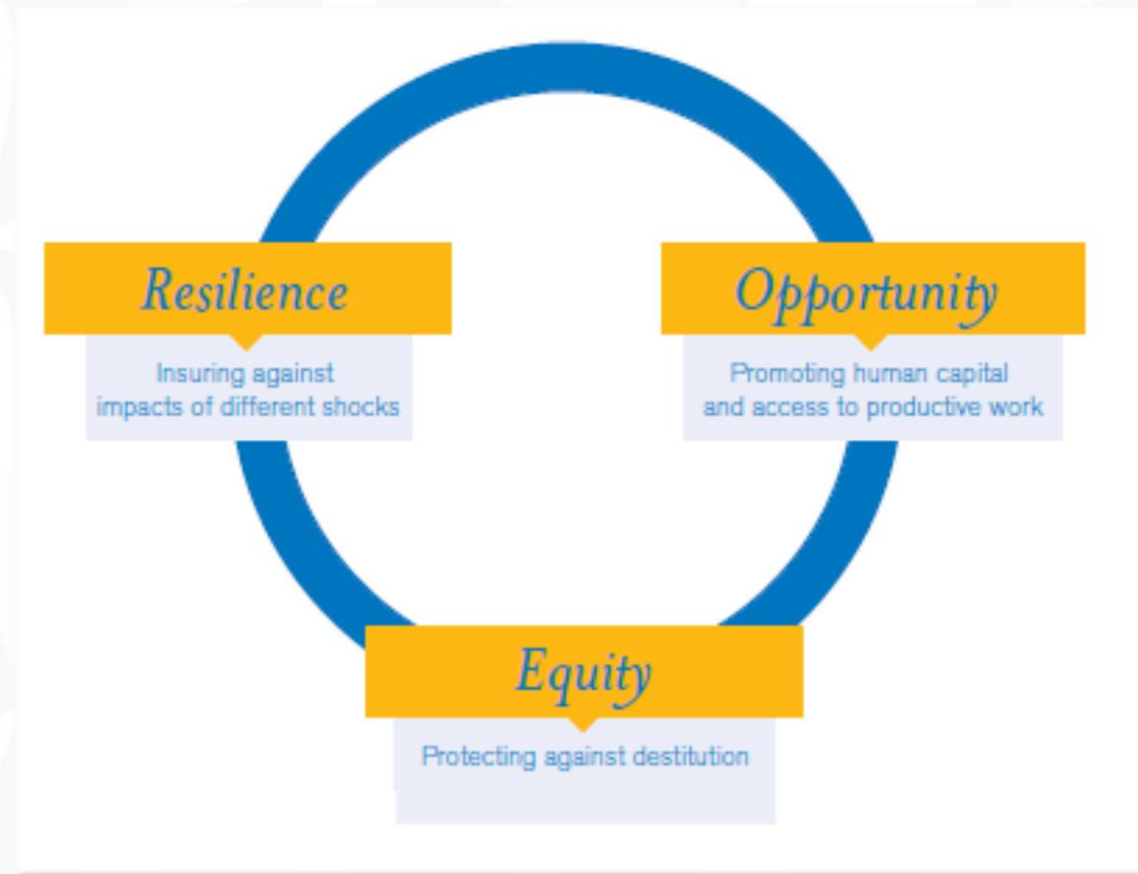 Resilience
Insuring against
impacts of different shocks
Opportunity
Promoting human capital
and access to productive work
Equity
Protecting against destitution